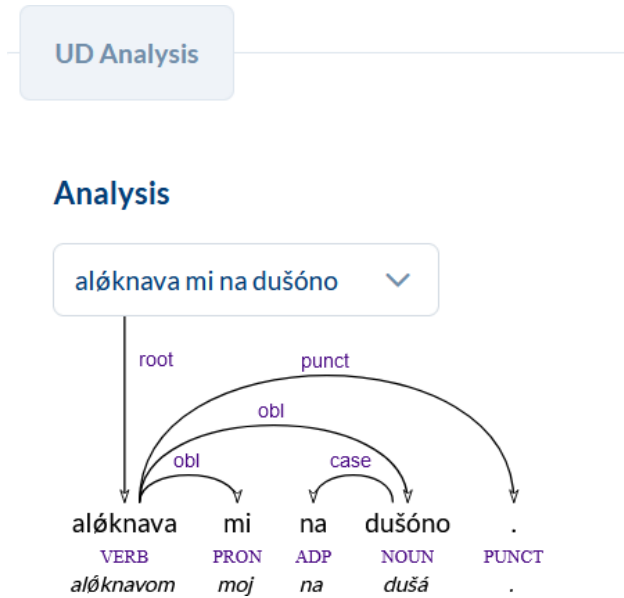 UD Analysis
Analysis
alǿknava mi na dušóno
root
punct
obl
obl
case
alǿknava mi na dušóno .
VERB PRON ADP NOUN PUNCT
alǿknavom moj na dušá .